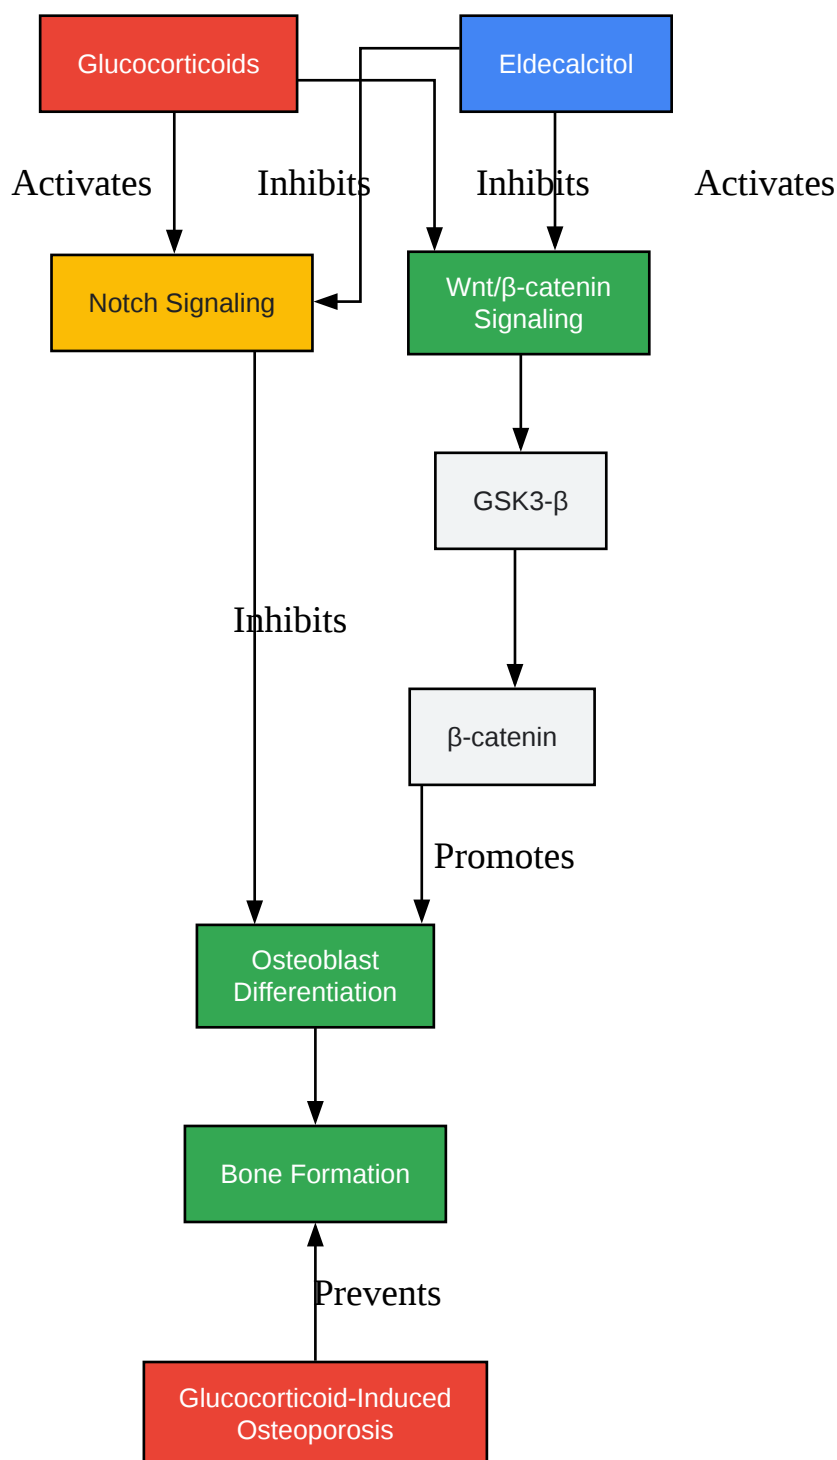 Glucocorticoids
Eldecalcitol
Activates
Inhibits
Inhibits
Activates
Notch Signaling
Wnt/β-catenin
Signaling
GSK3-β
Inhibits
β-catenin
Promotes
Osteoblast
Differentiation
Bone Formation
Prevents
Glucocorticoid-Induced
Osteoporosis